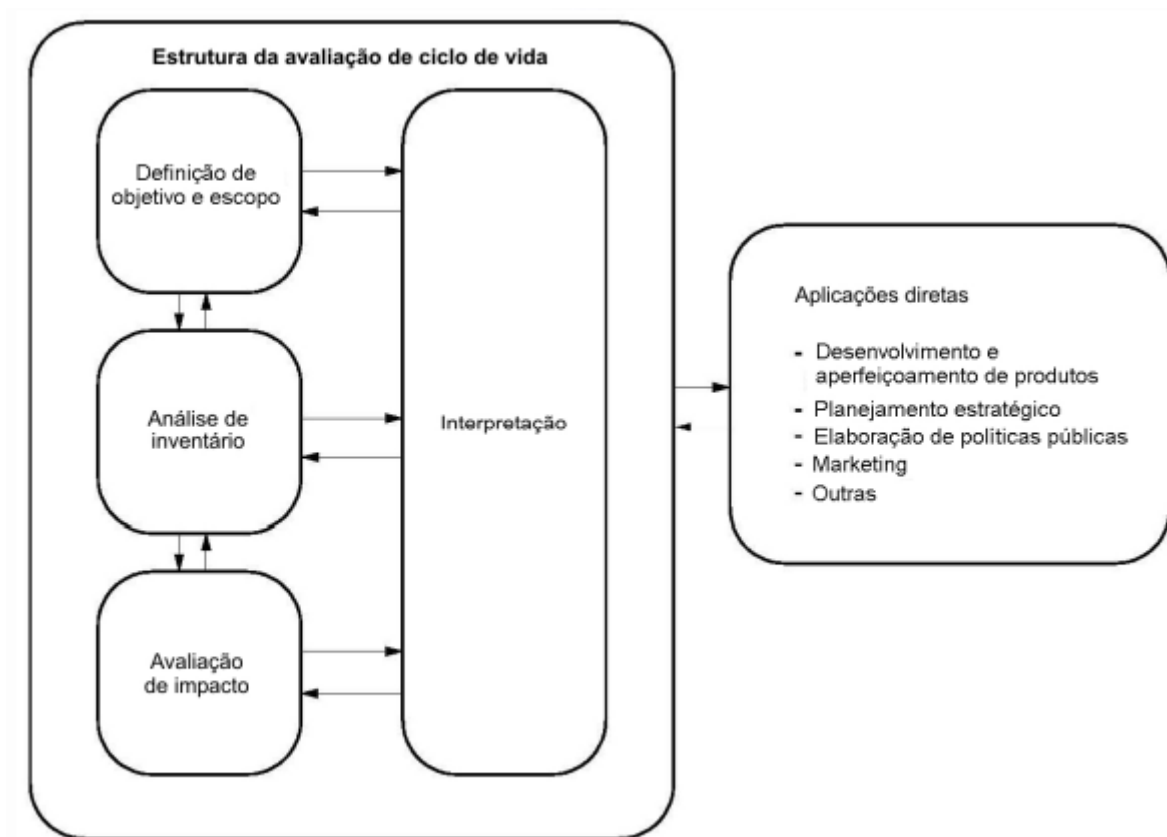 Estrutura da avaliação de ciclo de vida
Definição de
objetivo e escopo
Análise de
inventário
Avaliação
de impacto
Interpretação
Aplicações diretas
- Desenvolvimento e
aperfeiçoamento de produtos
- Planejamento estratégico
- Elaboração de políticas públicas
- Marketing
- Outras